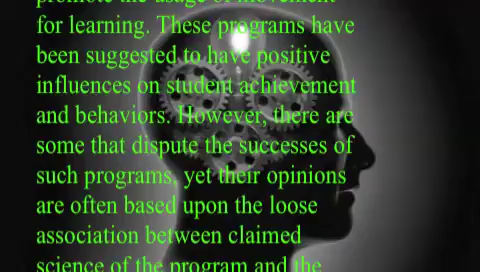 promote the usage of movement
for learning. These programs have
been suggested to have positive
influences on student achievement
and behaviors. However, there are
some that dispute the successes of
such programs, yet their opinions
are often based upon the loose
association between claimed
science of the program and the